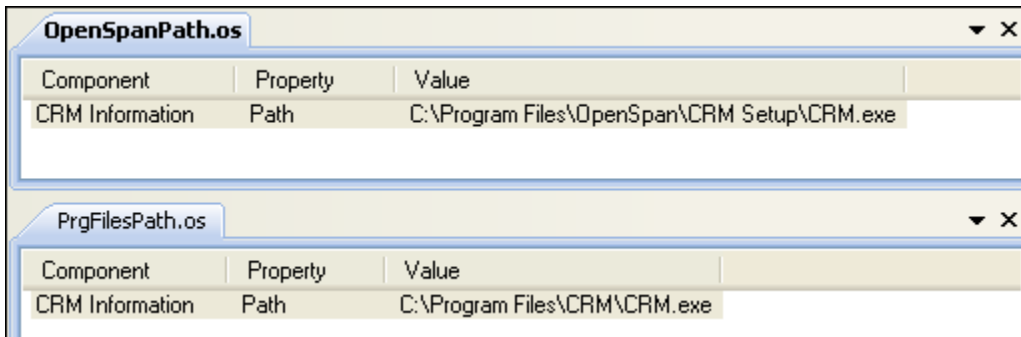 OpenSpanPath.os
Component Property Value
CRM Information Path C:\Program Files\OpenSpan\CRM Setup\CRM.exe
PrgFilesPath.os
Component Property Value
CRM Information Path C:\Program Files\CRM\CRM.exe